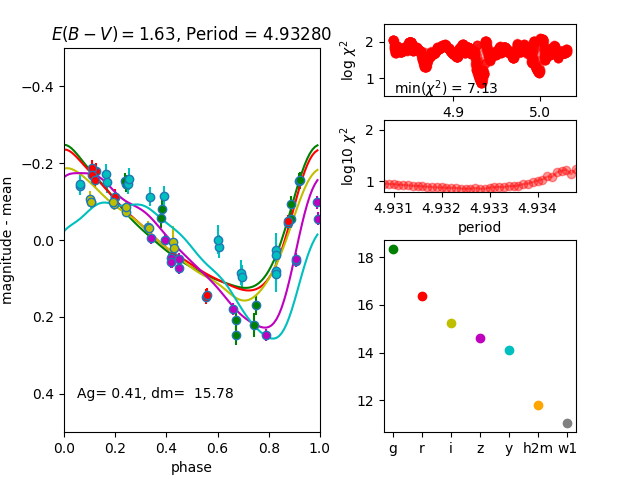 E(B − V) = 1.63, Period = 4.93280
magnitude - mean
−0.4
−0.2
0.0
0.2
0.4
Ag= 0.41, dm=  15.78
0.0 0.2 0.4 0.6 0.8 1.0
phase
log χ²
2
1
min(χ²) = 7.13
4.9 5.0
log10 χ²
2
1
4.931 4.932 4.933 4.934
period
18
16
14
12
g r i z y h2m w1